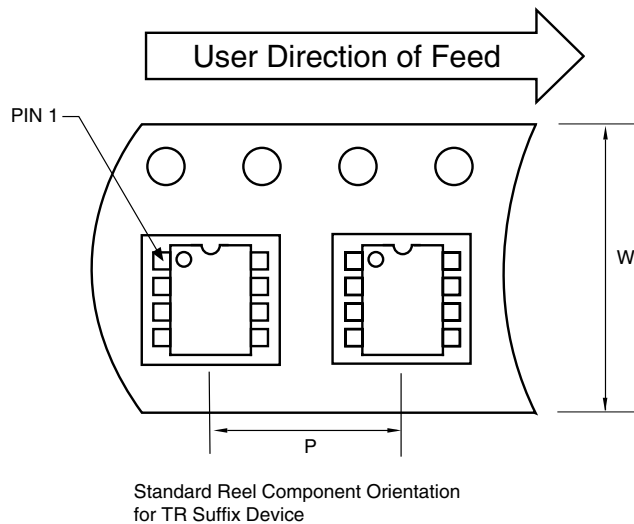 User Direction of Feed
PIN 1
W
P
Standard Reel Component Orientation
for TR Suffix Device